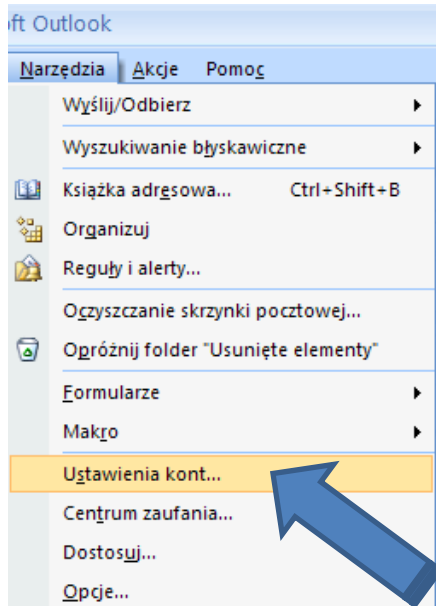 ft Outlook
Narzędzia Akcje Pomoc
Wyślij/Odbierz
Wyszukiwanie błyskawiczne
Książka adresowa... Ctrl+Shift+B
Organizuj
Reguły i alerty...
Oczyszczanie skrzynki pocztowej...
Opróżnij folder "Usunięte elementy"
Formularze
Makro
Ustawienia kont...
Centrum zaufania...
Dostosuj...
Opcje...